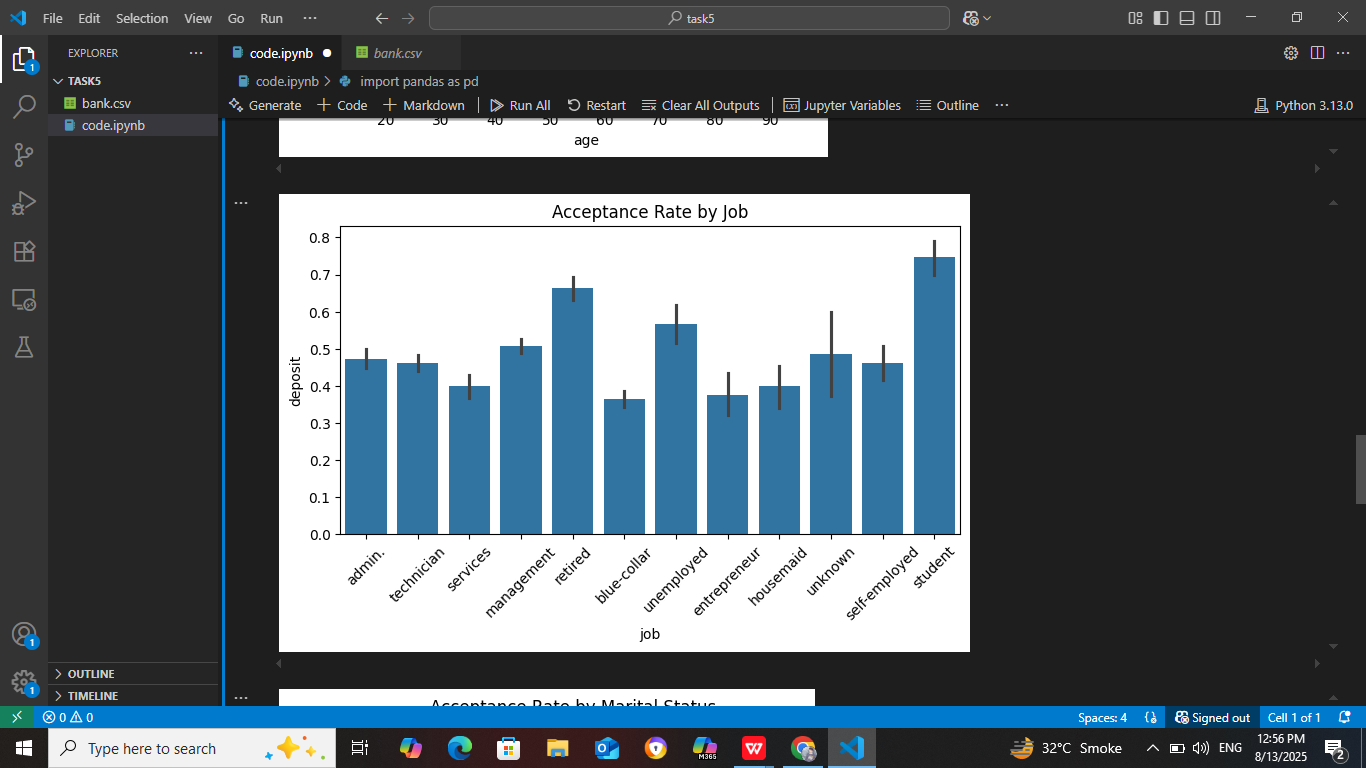 File Edit Selection View Go Run ···
task5
EXPLORER ···
TASK5
bank.csv
code.ipynb
1
1
1
OUTLINE
TIMELINE
code.ipynb
bank.csv
code.ipynb > import pandas as pd
Generate + Code + Markdown | Run All Restart Clear All Outputs | Jupyter Variables Outline ···
Python 3.13.0
20 30 40 50 60 70 80 90
age
Acceptance Rate by Job
0.8
0.7
0.6
0.5
0.4
0.3
0.2
0.1
0.0
deposit
admin. technician services management retired blue-collar unemployed entrepreneur housemaid unknown self-employed student
job
Acceptance Rate by Marital Status
0 0
Spaces: 4 {} Signed out Cell 1 of 1
Type here to search
M365
32°C Smoke
ENG
12:56 PM
8/13/2025
2